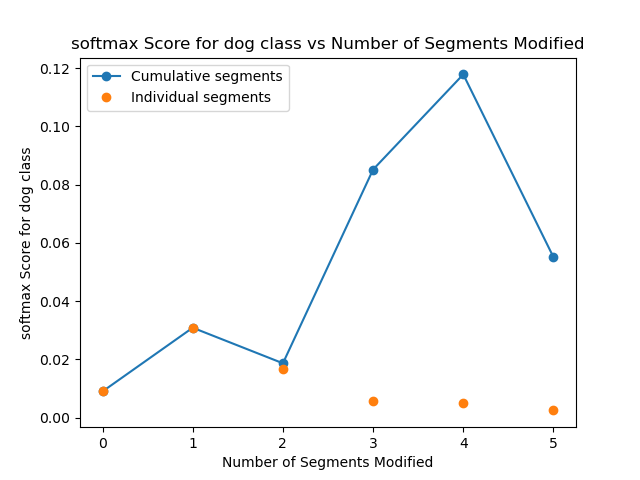 softmax Score for dog class vs Number of Segments Modified
Cumulative segments
Individual segments
softmax Score for dog class
0.12
0.10
0.08
0.06
0.04
0.02
0.00
0 1 2 3 4 5
Number of Segments Modified